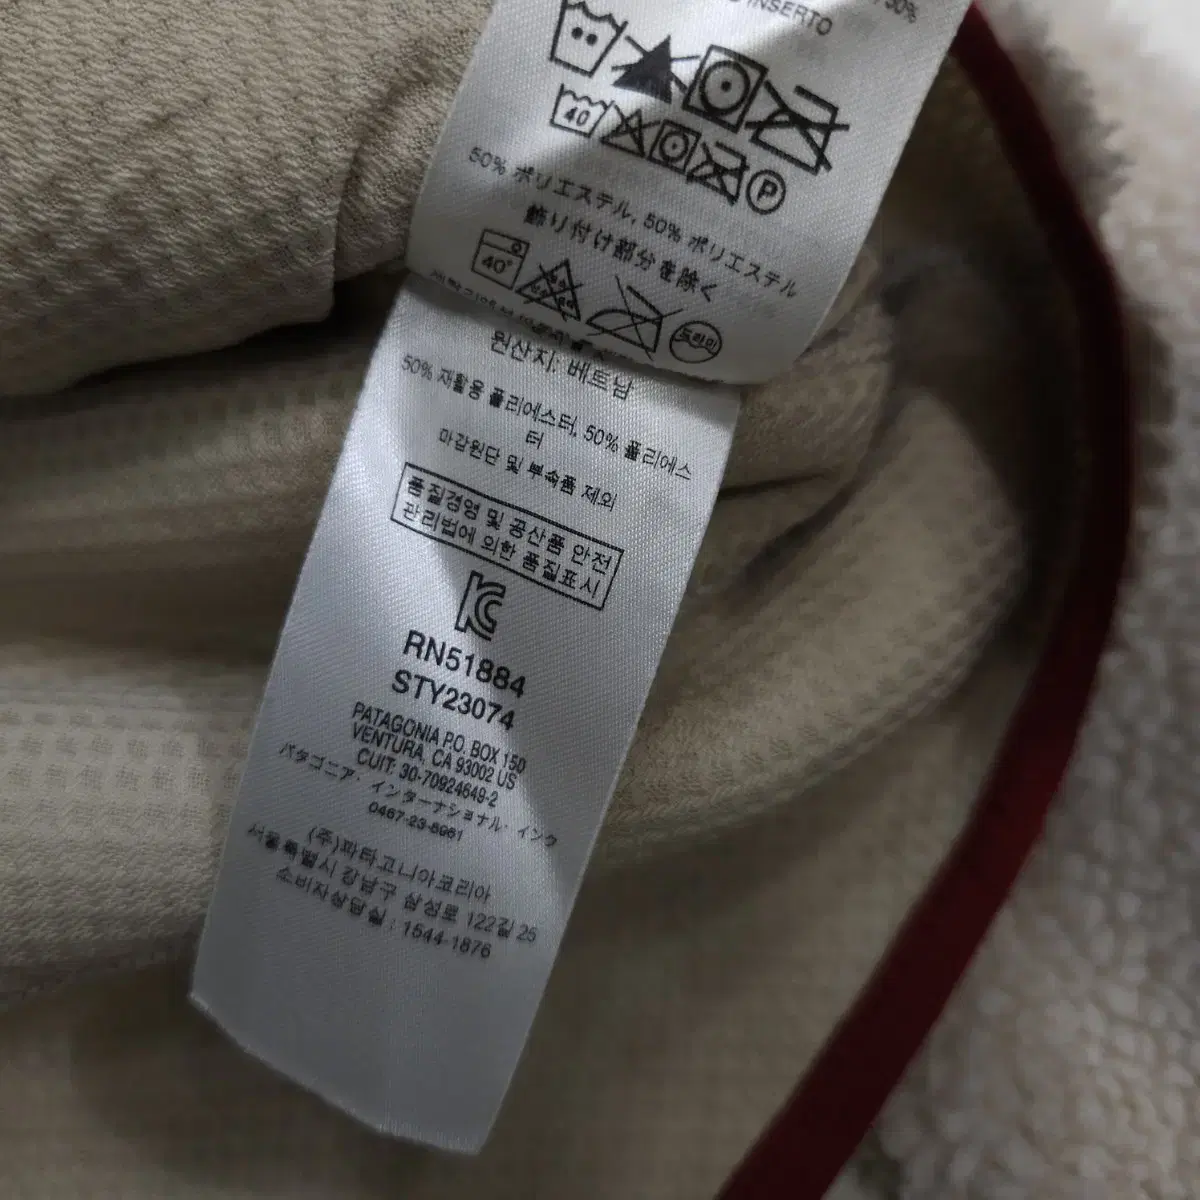 INSERTO
40
P
50% ポリエステル, 50% ポリエステル
飾り付け部分を除く
40°
드라이
원산지: 베트남
50% 재활용 폴리에스터, 50% 폴리에스
터
마감원단 및 부속품 제외
품질경영 및 공산품 안전
관리법에 의한 품질표시
RN51884
STY23074
PATAGONIA P.O. BOX 150
VENTURA, CA 93002 US
CUIT: 30-70924649-2
パタゴニア・インターナショナル・インク
0467-23-8961
(주)파타고니아코리아
서울특별시 강남구 삼성로 122길 25
소비자상담실 : 1544-1876